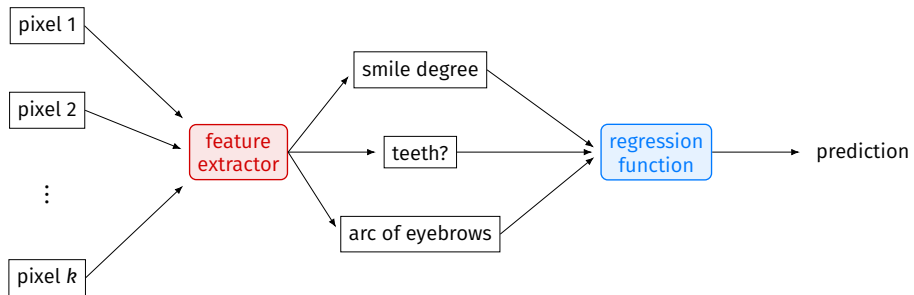 pixel 1
pixel 2
⋮
pixel k
feature
extractor
smile degree
teeth?
arc of eyebrows
regression
function
prediction